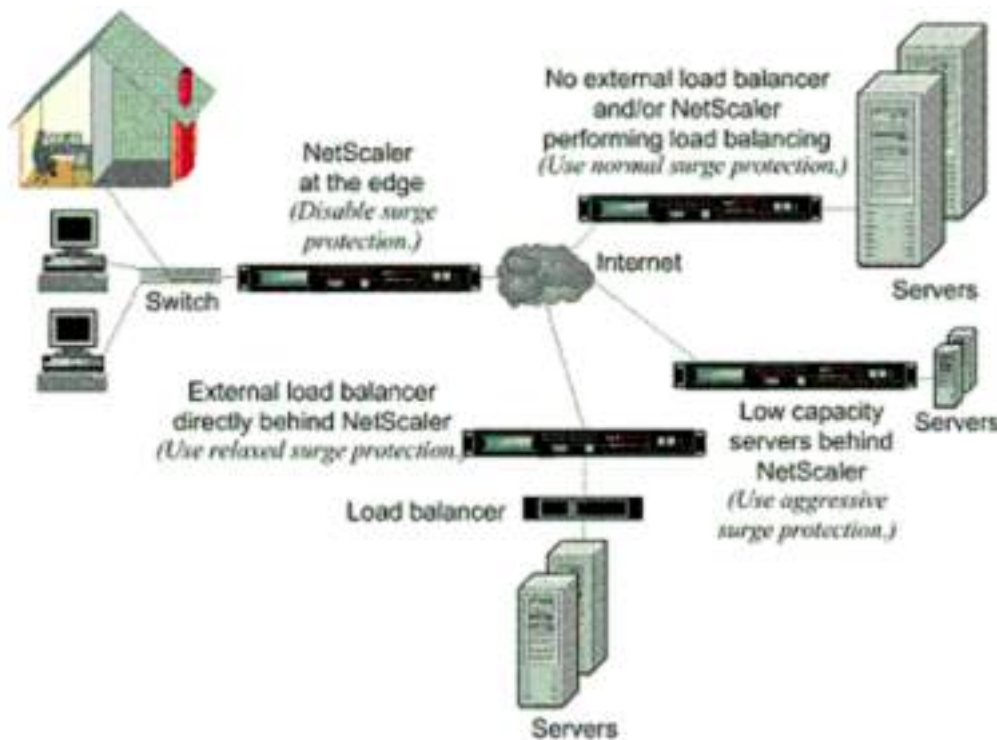 No external load balancer
and/or NetScaler
performing load balancing
(Use normal surge protection.)
NetScaler
at the edge
(Disable surge
protection.)
Internet
Servers
Switch
External load balancer
directly behind NetScaler
(Use relaxed surge protection.)
Low capacity
servers behind
NetScaler
(Use aggressive
surge protection.)
Servers
Load balancer
Servers